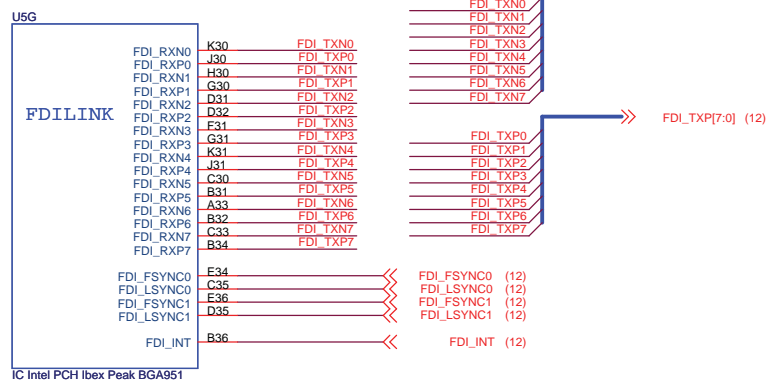 FDI_TXN0
FDI_TXN1
FDI_TXN2
FDI_TXN3
FDI_TXN4
FDI_TXN5
FDI_TXN6
FDI_TXN7
U5G
FDILINK
FDI_RXN0 K30 FDI_TXN0
FDI_RXP0 J30 FDI_TXP0
FDI_RXN1 H30 FDI_TXN1
FDI_RXP1 G30 FDI_TXP1
FDI_RXN2 D31 FDI_TXN2
FDI_RXP2 D32 FDI_TXP2
FDI_RXN3 F31 FDI_TXN3
FDI_RXP3 G31 FDI_TXP3
FDI_RXN4 K31 FDI_TXN4
FDI_RXP4 J31 FDI_TXP4
FDI_RXN5 C30 FDI_TXN5
FDI_RXP5 B31 FDI_TXP5
FDI_RXN6 A33 FDI_TXN6
FDI_RXP6 B32 FDI_TXP6
FDI_RXN7 C33 FDI_TXN7
FDI_RXP7 B34 FDI_TXP7
FDI_TXP[7:0] (12)
FDI_TXP0
FDI_TXP1
FDI_TXP2
FDI_TXP3
FDI_TXP4
FDI_TXP5
FDI_TXP6
FDI_TXP7
FDI_FSYNC0 E34 FDI_FSYNC0 (12)
FDI_LSYNC0 C35 FDI_LSYNC0 (12)
FDI_FSYNC1 E36 FDI_FSYNC1 (12)
FDI_LSYNC1 D35 FDI_LSYNC1 (12)
FDI_INT B36 FDI_INT (12)
IC Intel PCH Ibex Peak BGA951